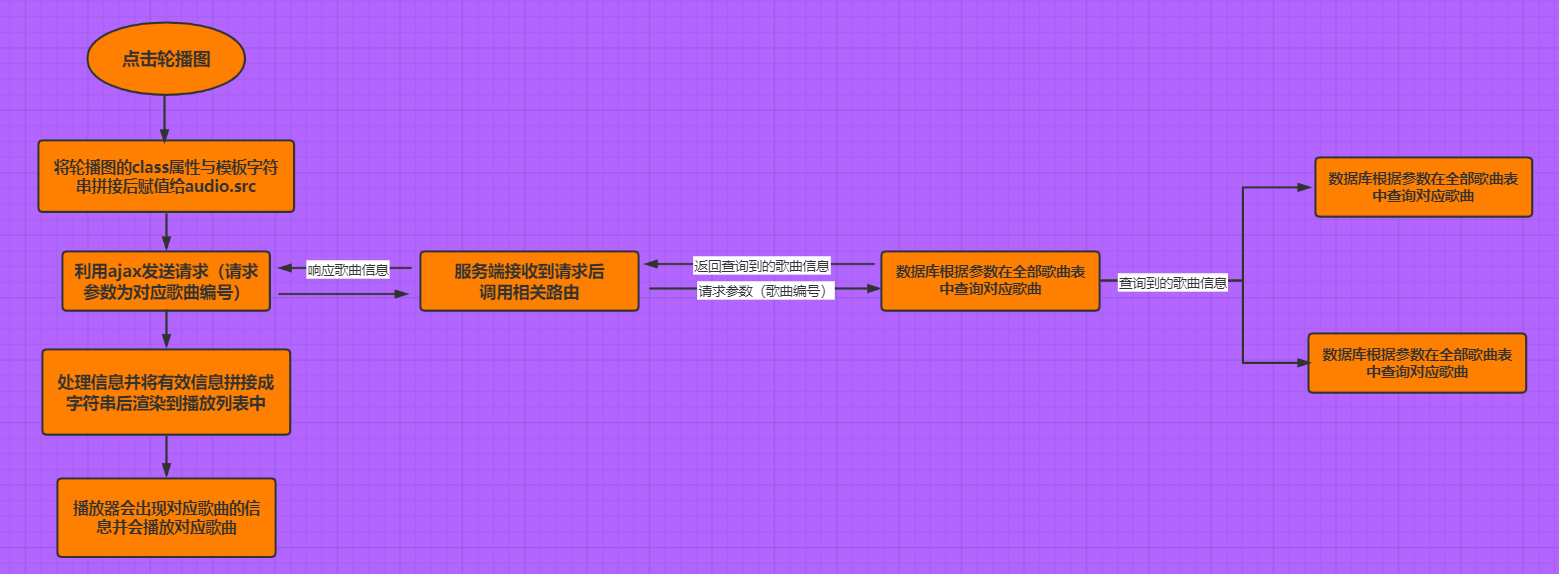 点击轮播图
将轮播图的class属性与模板字符
串拼接后赋值给audio.src
利用ajax发送请求（请求
参数为对应歌曲编号）
响应歌曲信息
服务端接收到请求后
调用相关路由
返回查询到的歌曲信息
请求参数（歌曲编号）
数据库根据参数在全部歌曲表
中查询对应歌曲
查询到的歌曲信息
数据库根据参数在全部歌曲表
中查询对应歌曲
数据库根据参数在全部歌曲表
中查询对应歌曲
处理信息并将有效信息拼接成
字符串后渲染到播放列表中
播放器会出现对应歌曲的信
息并会播放对应歌曲